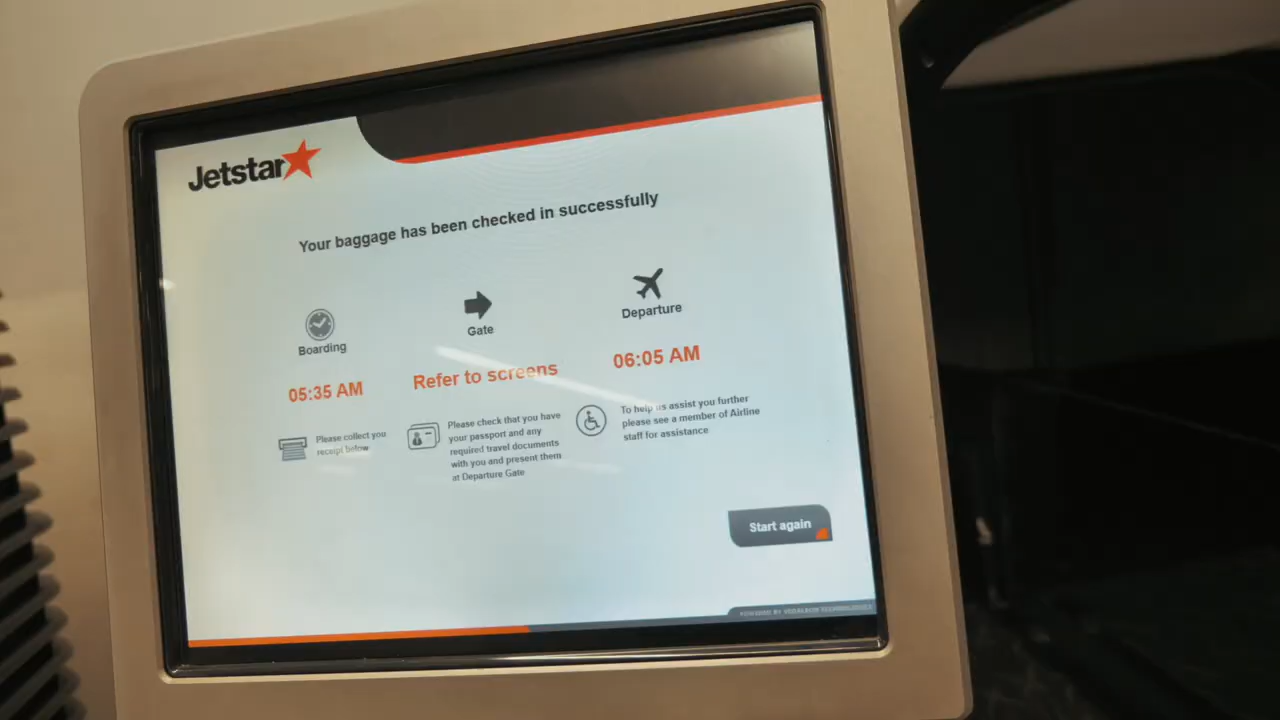 Jetstar
Your baggage has been checked in successfully
Boarding
Gate
Departure
05:35 AM
Refer to screens
06:05 AM
Please collect you
receipt below
Please check that you have
your passport and any
required travel documents
with you and present them
at Departure Gate
To help us assist you further
please see a member of Airline
staff for assistance
Start again
POWERED BY
TECHNOLOGIES